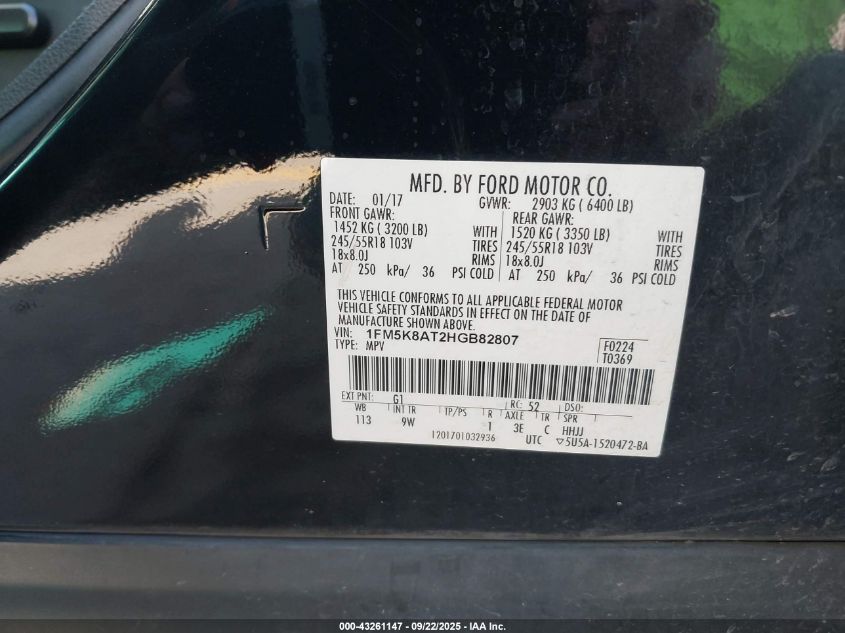 MFD. BY FORD MOTOR CO.
DATE: 01/17 GVWR: 2903 KG ( 6400 LB)
FRONT GAWR: REAR GAWR:
1452 KG ( 3200 LB) WITH 1520 KG ( 3350 LB) WITH
245/55R18 103V TIRES 245/55R18 103V TIRES
18x8.0J RIMS 18x8.0J RIMS
AT 250 kPa/ 36 PSI COLD AT 250 kPa/ 36 PSI COLD
THIS VEHICLE CONFORMS TO ALL APPLICABLE FEDERAL MOTOR
VEHICLE SAFETY STANDARDS IN EFFECT ON THE DATE OF
MANUFACTURE SHOWN ABOVE.
VIN: 1FM5K8AT2HGB82807
TYPE: MPV
F0224
T0369
EXT PNT: G1 RC: 52 DSO:
WB INT TR TP/PS R AXLE TR SPR
113 9W 1 3E C HHJJ
1201701032936 UTC ▽5U5A-1520472-BA
000-43261147 - 09/22/2025 - IAA Inc.